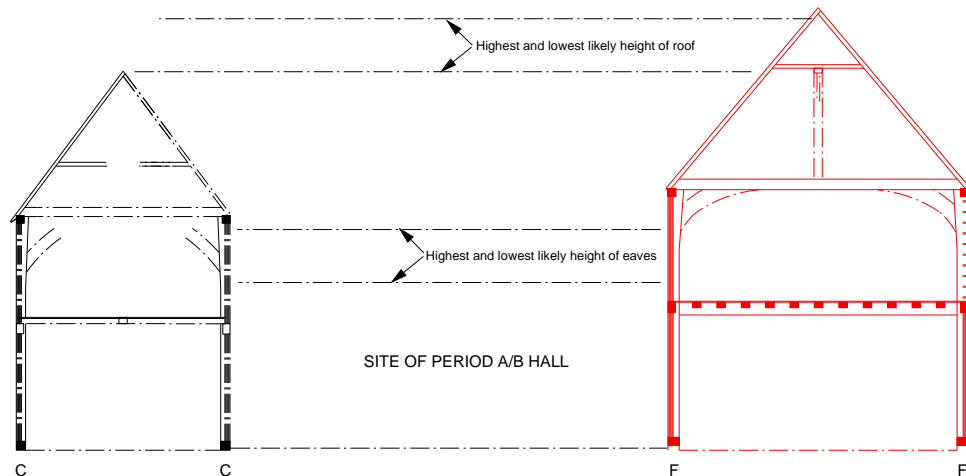 Highest and lowest likely height of roof
Highest and lowest likely height of eaves
SITE OF PERIOD A/B HALL
C C F F